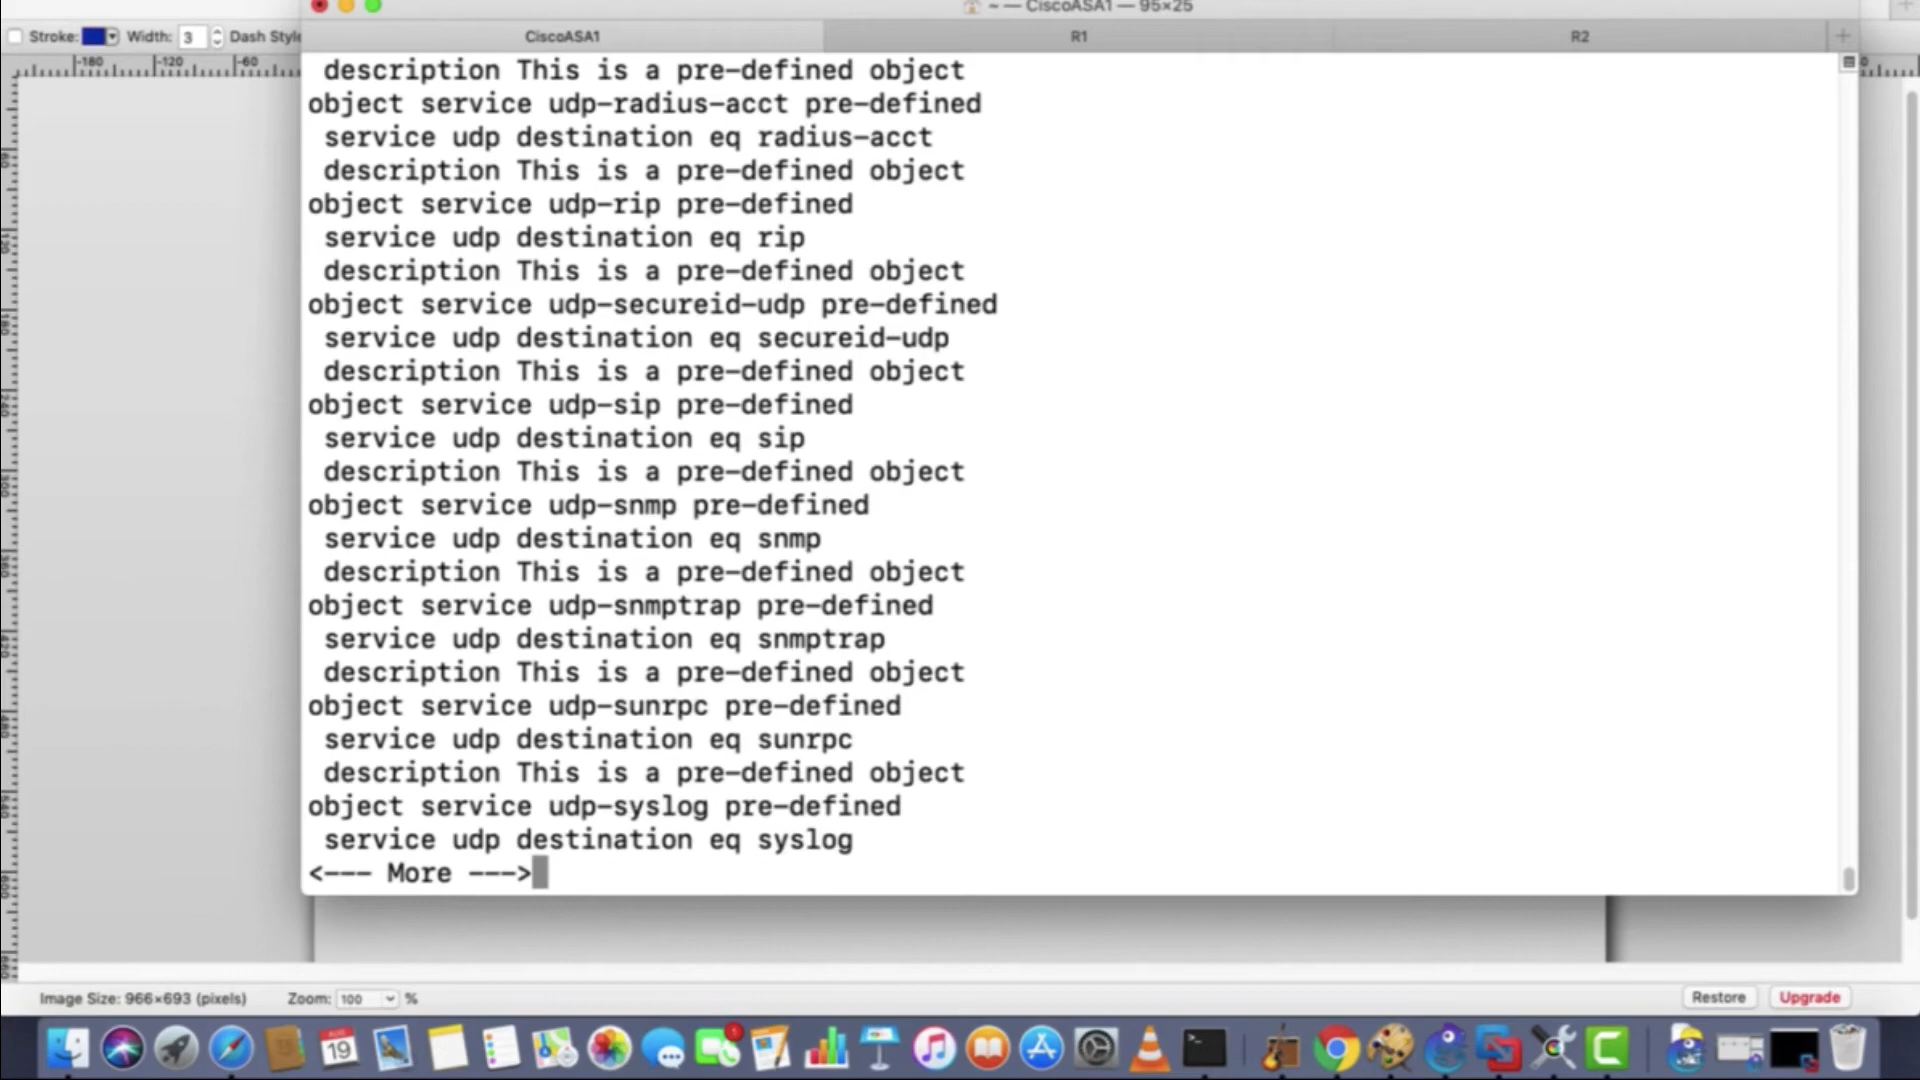 ~ — CiscoASA1 — 95×25
Stroke: Width: 3 Dash Style
CiscoASA1 R1 R2
-180 -120 -60
description This is a pre-defined object
object service udp-radius-acct pre-defined
service udp destination eq radius-acct
description This is a pre-defined object
object service udp-rip pre-defined
service udp destination eq rip
description This is a pre-defined object
object service udp-secureid-udp pre-defined
service udp destination eq secureid-udp
description This is a pre-defined object
object service udp-sip pre-defined
service udp destination eq sip
description This is a pre-defined object
object service udp-snmp pre-defined
service udp destination eq snmp
description This is a pre-defined object
object service udp-snmptrap pre-defined
service udp destination eq snmptrap
description This is a pre-defined object
object service udp-sunrpc pre-defined
service udp destination eq sunrpc
description This is a pre-defined object
object service udp-syslog pre-defined
service udp destination eq syslog
<--- More --->
Image Size: 966×693 (pixels) Zoom: 100 % Restore Upgrade
AUG
19